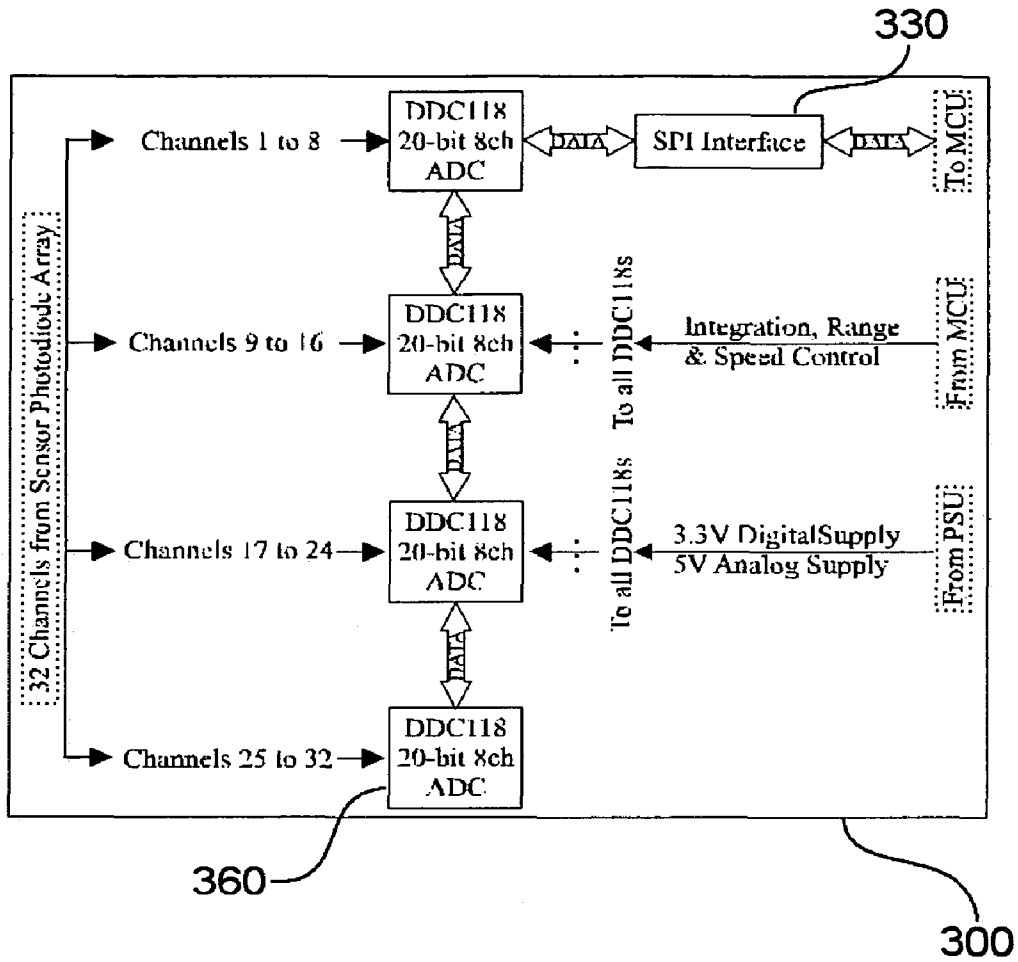 330
DDC118
20-bit 8ch
ADC
Channels 1 to 8
DATA
SPI Interface
DATA
To MCU
DATA
32 Channels from Sensor Photodiode Array
DDC118
20-bit 8ch
ADC
Channels 9 to 16
To all DDC118s
Integration, Range
& Speed Control
From MCU
DATA
DDC118
20-bit 8ch
ADC
Channels 17 to 24
To all DDC118s
3.3V DigitalSupply
5V Analog Supply
From PSU
DATA
DDC118
20-bit 8ch
ADC
Channels 25 to 32
360
300